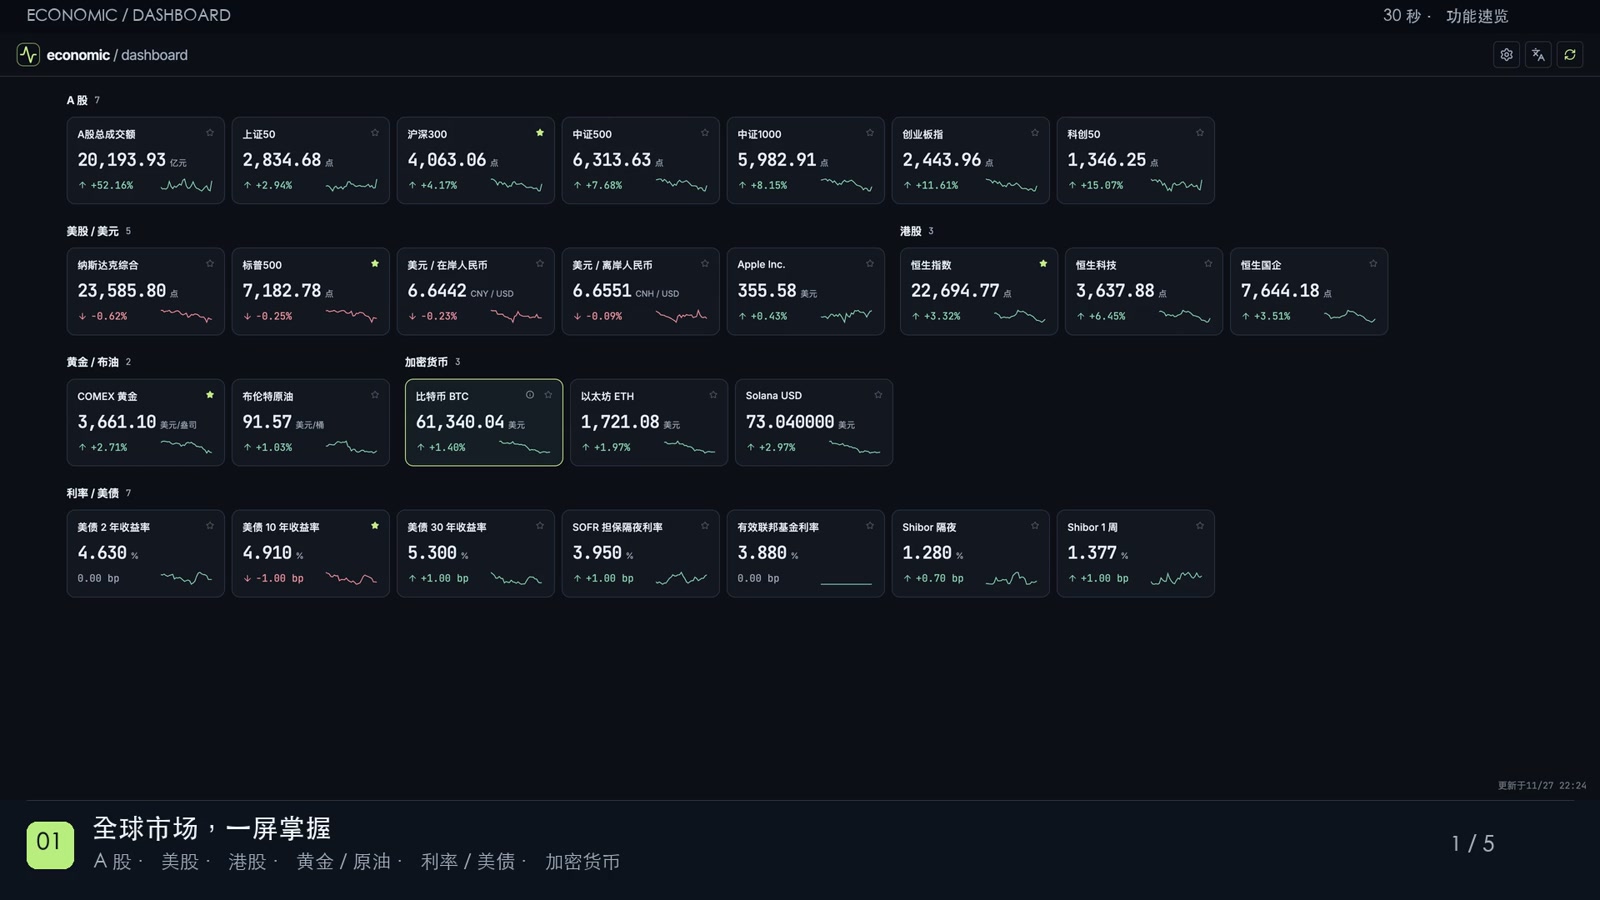 ECONOMIC / DASHBOARD
30 秒 · 功能速览
economic / dashboard
A 股 7
A股总成交额
20,193.93 亿元
↑ +52.16%
上证50
2,834.68 点
↑ +2.94%
沪深300
4,063.06 点
↑ +4.17%
中证500
6,313.63 点
↑ +7.68%
中证1000
5,982.91 点
↑ +8.15%
创业板指
2,443.96 点
↑ +11.61%
科创50
1,346.25 点
↑ +15.07%
美股 / 美元 5
纳斯达克综合
23,585.80 点
↓ -0.62%
标普500
7,182.78 点
↓ -0.25%
美元 / 在岸人民币
6.6442 CNY / USD
↓ -0.23%
美元 / 离岸人民币
6.6551 CNH / USD
↓ -0.09%
Apple Inc.
355.58 美元
↑ +0.43%
港股 3
恒生指数
22,694.77 点
↑ +3.32%
恒生科技
3,637.88 点
↑ +6.45%
恒生国企
7,644.18 点
↑ +3.51%
黄金 / 布油 2
COMEX 黄金
3,661.10 美元/盎司
↑ +2.71%
布伦特原油
91.57 美元/桶
↑ +1.03%
加密货币 3
比特币 BTC
61,340.04 美元
↑ +1.40%
以太坊 ETH
1,721.08 美元
↑ +1.97%
Solana USD
73.040000 美元
↑ +2.97%
利率 / 美债 7
美债 2 年收益率
4.630 %
0.00 bp
美债 10 年收益率
4.910 %
↓ -1.00 bp
美债 30 年收益率
5.300 %
↑ +1.00 bp
SOFR 担保隔夜利率
3.950 %
↑ +1.00 bp
有效联邦基金利率
3.880 %
0.00 bp
Shibor 隔夜
1.280 %
↑ +0.70 bp
Shibor 1 周
1.377 %
↑ +1.00 bp
更新于11/27 22:24
01
全球市场，一屏掌握
A 股 · 美股 · 港股 · 黄金 / 原油 · 利率 / 美债 · 加密货币
1 / 5